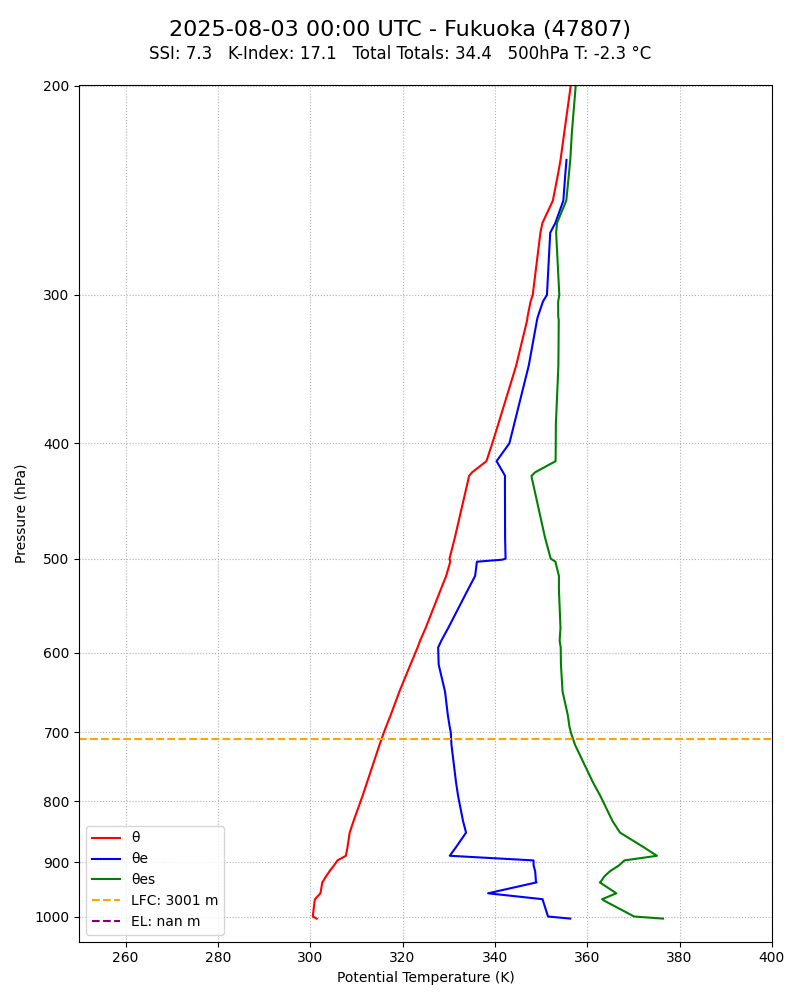 2025-08-03 00:00 UTC - Fukuoka (47807)
SSI: 7.3   K-Index: 17.1   Total Totals: 34.4   500hPa T: -2.3 °C
Pressure (hPa)
200
300
400
500
600
700
800
900
1000
θ
θe
θes
LFC: 3001 m
EL: nan m
260 280 300 320 340 360 380 400
Potential Temperature (K)